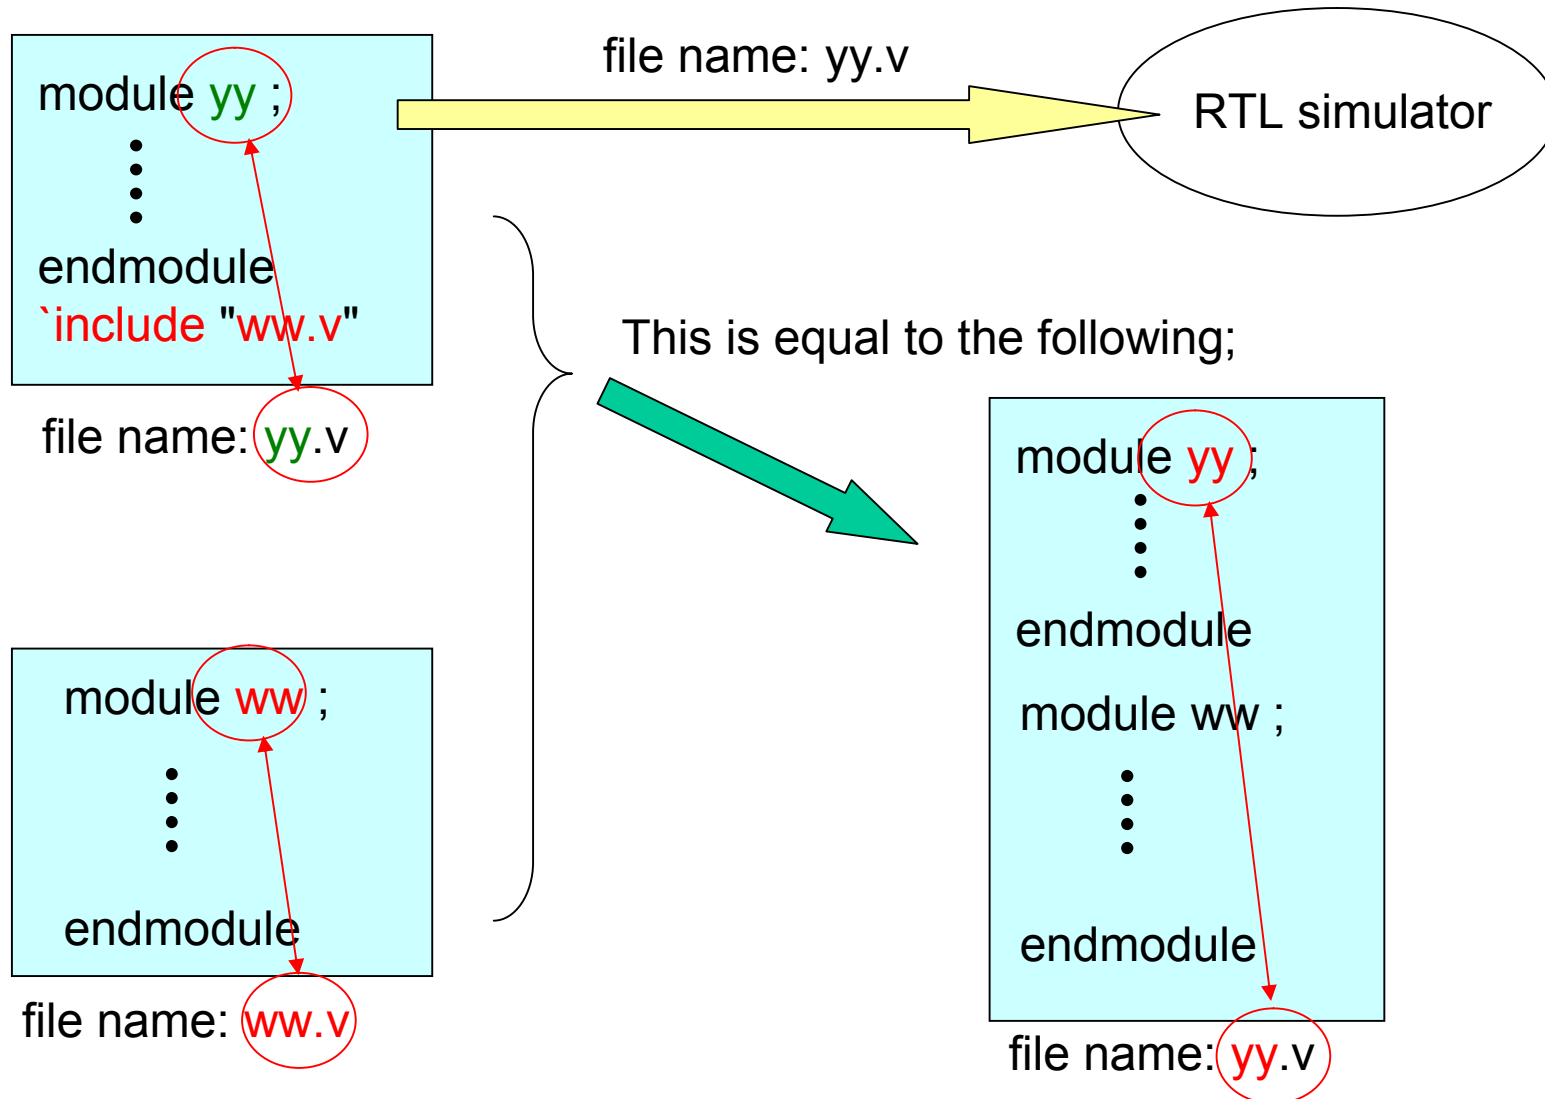 file name: yy.v
RTL simulator
module yy ;
endmodule
`include "ww.v"
file name: yy.v
This is equal to the following;
module ww ;
endmodule
file name: ww.v
module yy ;
endmodule
module ww ;
endmodule
file name: yy.v